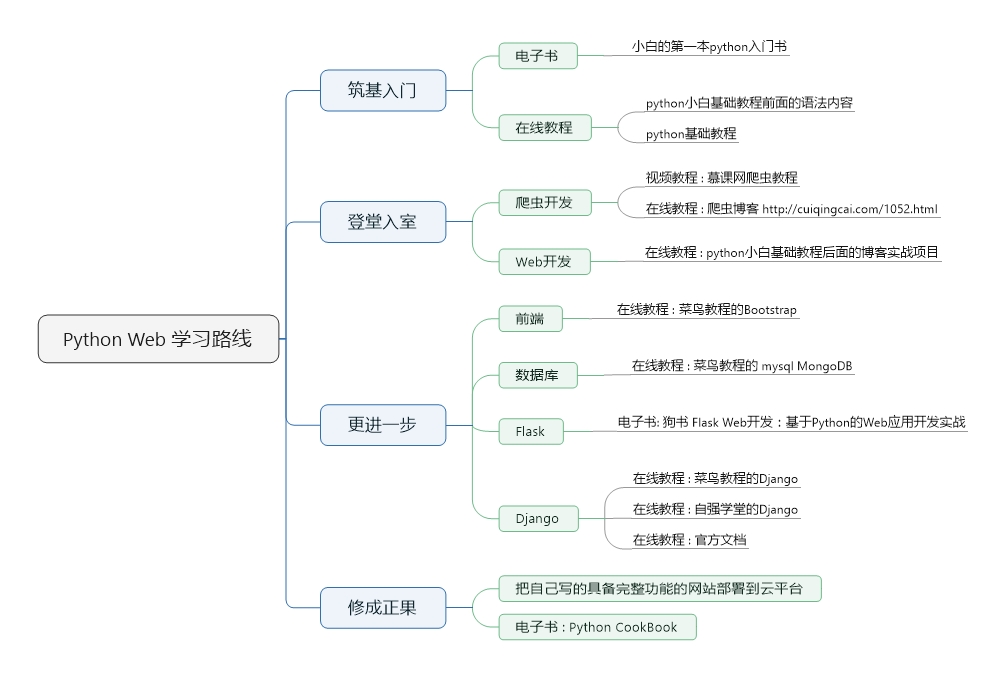 Python Web 学习路线
筑基入门
电子书
小白的第一本python入门书
在线教程
python小白基础教程前面的语法内容
python基础教程
登堂入室
爬虫开发
视频教程 : 慕课网爬虫教程
在线教程 : 爬虫博客 http://cuiqingcai.com/1052.html
Web开发
在线教程 : python小白基础教程后面的博客实战项目
更进一步
前端
在线教程 : 菜鸟教程的Bootstrap
数据库
在线教程 : 菜鸟教程的 mysql MongoDB
Flask
电子书: 狗书 Flask Web开发：基于Python的Web应用开发实战
Django
在线教程 : 菜鸟教程的Django
在线教程 : 自强学堂的Django
在线教程 : 官方文档
修成正果
把自己写的具备完整功能的网站部署到云平台
电子书 : Python CookBook